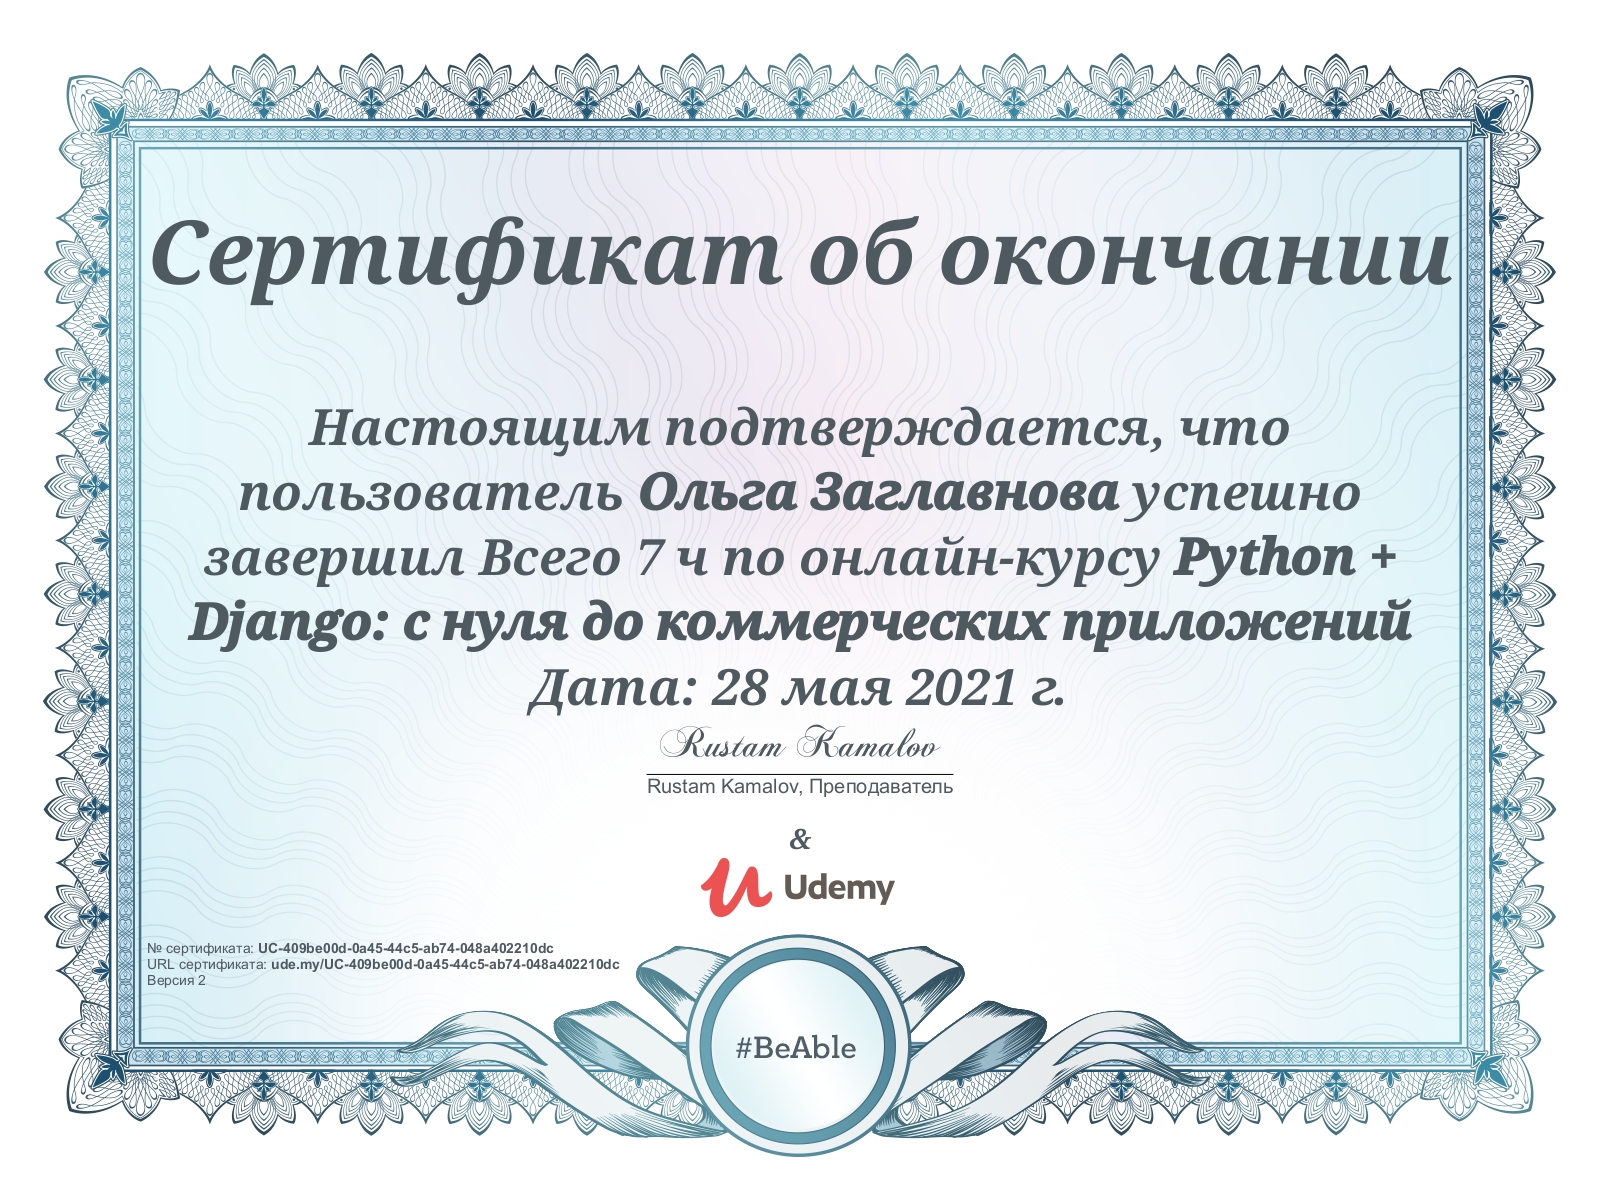 Сертификат об окончании
Настоящим подтверждается, что
пользователь Ольга Заглавнова успешно
завершил Всего 7 ч по онлайн-курсу Python +
Django: с нуля до коммерческих приложений
Дата: 28 мая 2021 г.
Rustam Kamalov
Rustam Kamalov, Преподаватель
&
Udemy
№ сертификата: UC-409be00d-0a45-44c5-ab74-048a402210dc
URL сертификата: ude.my/UC-409be00d-0a45-44c5-ab74-048a402210dc
Версия 2
#BeAble